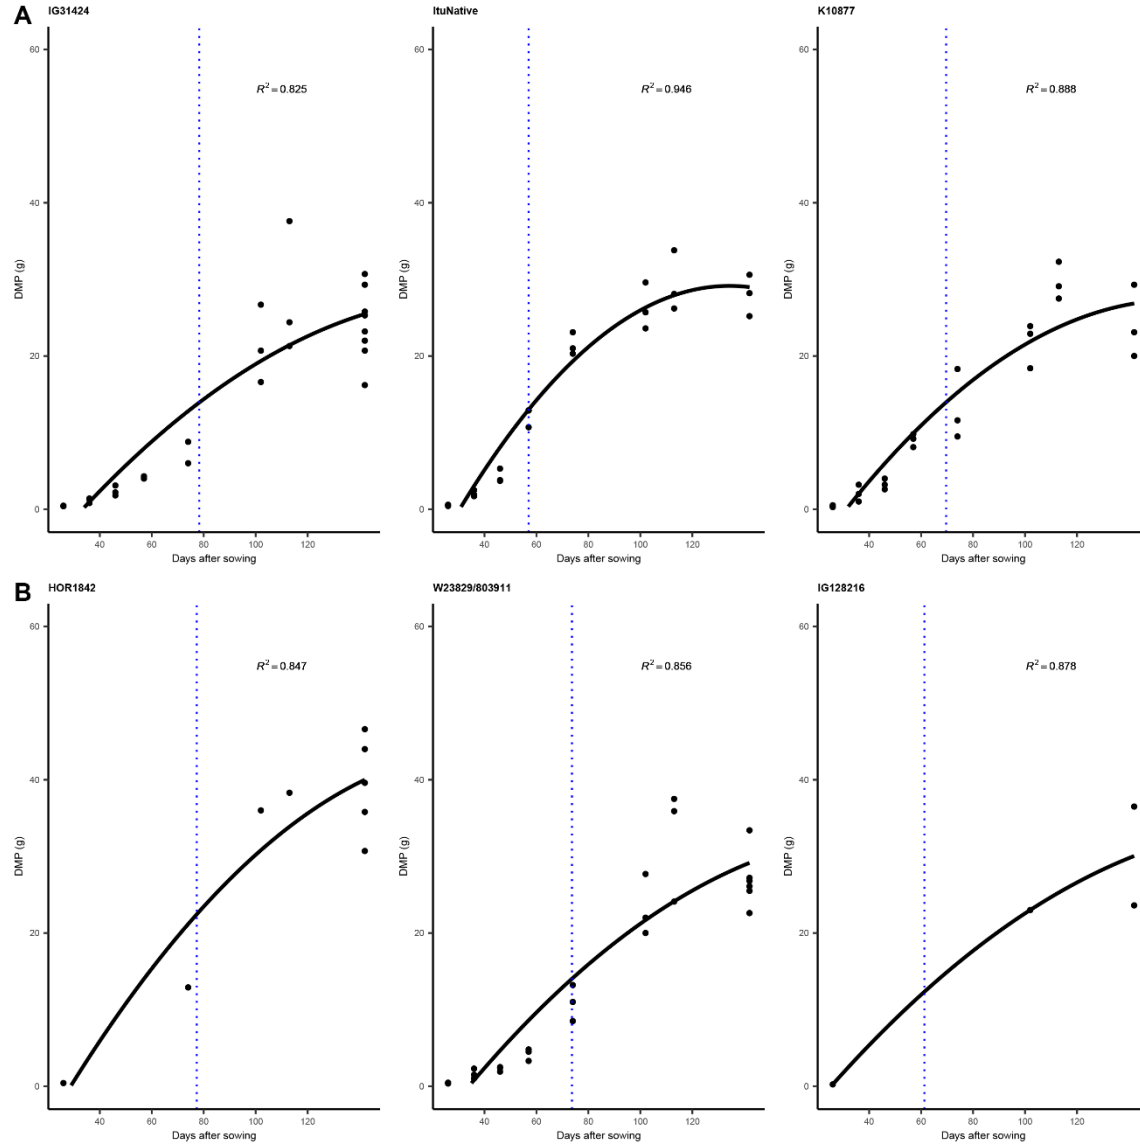 A
IG31424
ItuNative
K10877
60
40
20
0
DMP (g)
R² = 0.825
40
60
80
100
120
Days after sowing
60
40
20
0
DMP (g)
R² = 0.946
40
60
80
100
120
Days after sowing
60
40
20
0
DMP (g)
R² = 0.888
40
60
80
100
120
Days after sowing
B
HOR1842
W23829/803911
IG128216
60
40
20
0
DMP (g)
R² = 0.847
40
60
80
100
120
Days after sowing
60
40
20
0
DMP (g)
R² = 0.856
40
60
80
100
120
Days after sowing
60
40
20
0
DMP (g)
R² = 0.878
40
60
80
100
120
Days after sowing